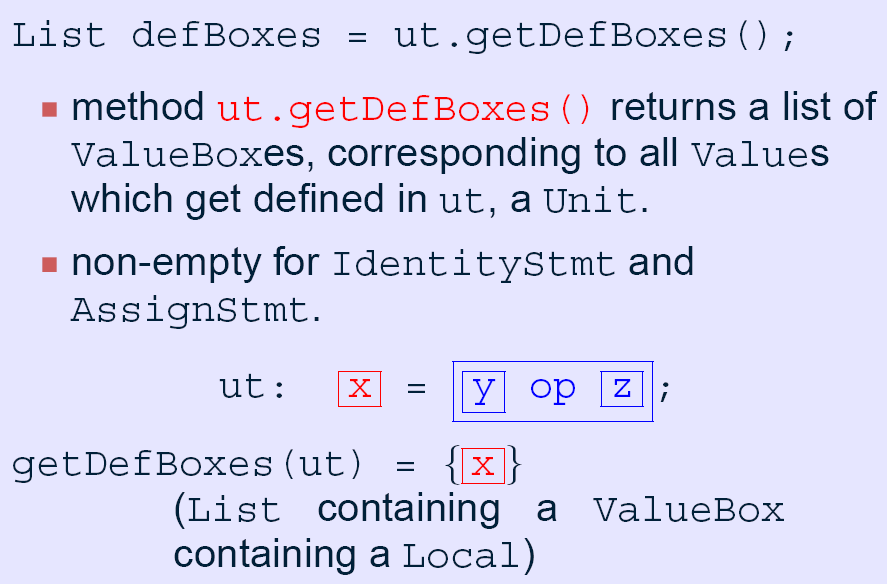 List defBoxes = ut.getDefBoxes();
■ method ut.getDefBoxes() returns a list of
ValueBoxes, corresponding to all Values
which get defined in ut, a Unit.
■ non-empty for IdentityStmt and
AssignStmt.
ut: x = y op z;
getDefBoxes(ut) = {x}
(List containing a ValueBox
containing a Local)